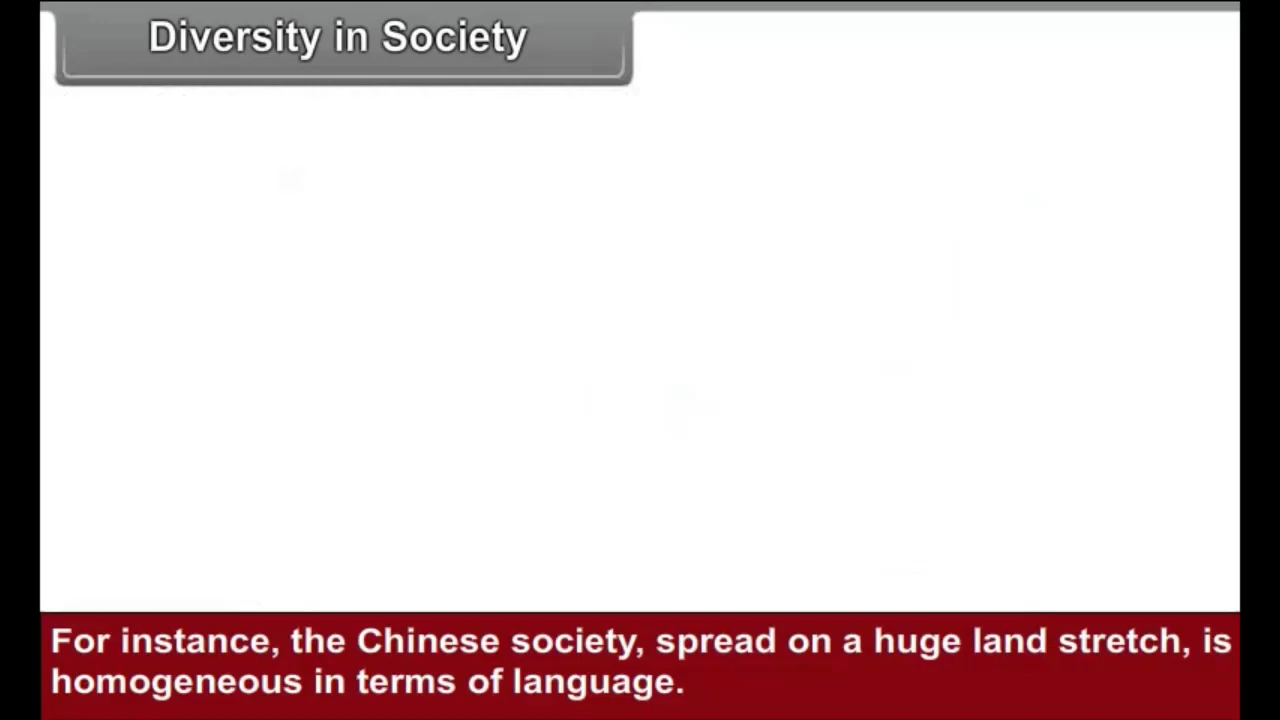 Diversity in Society
For instance, the Chinese society, spread on a huge land stretch, is
homogeneous in terms of language.